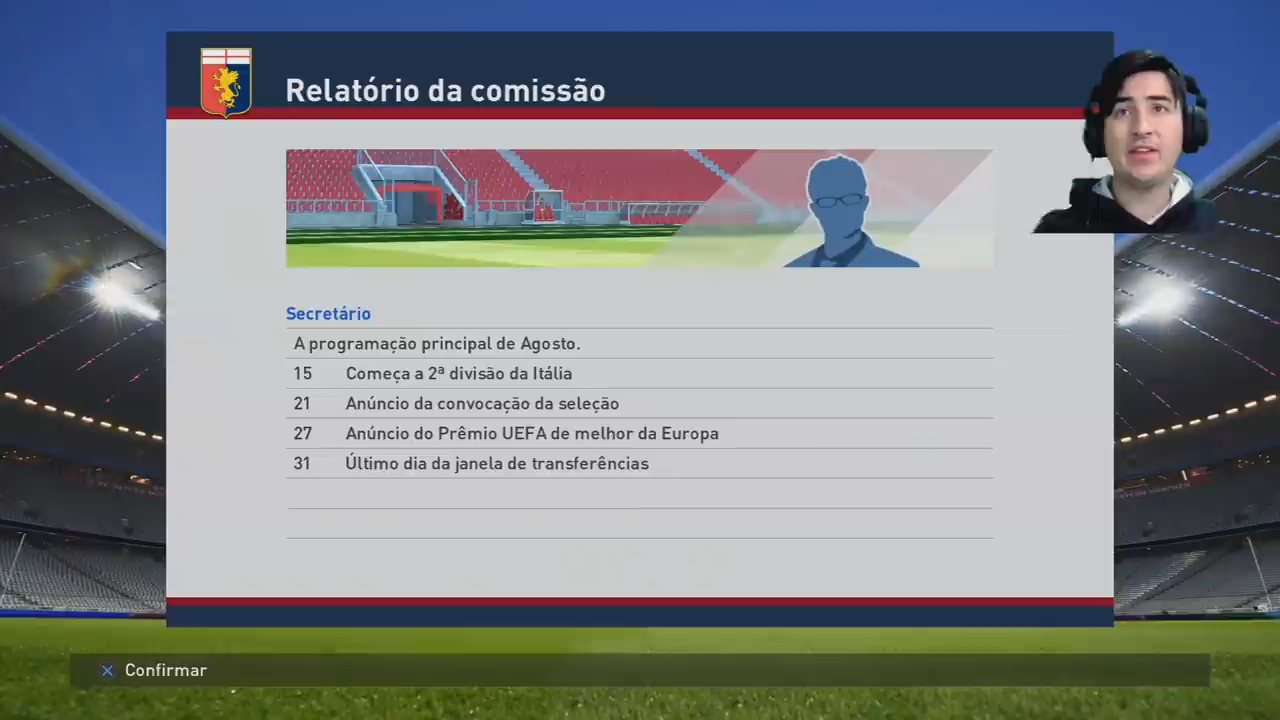 Relatório da comissão
Secretário
A programação principal de Agosto.
15 Começa a 2ª divisão da Itália
21 Anúncio da convocação da seleção
27 Anúncio do Prêmio UEFA de melhor da Europa
31 Último dia da janela de transferências
Confirmar